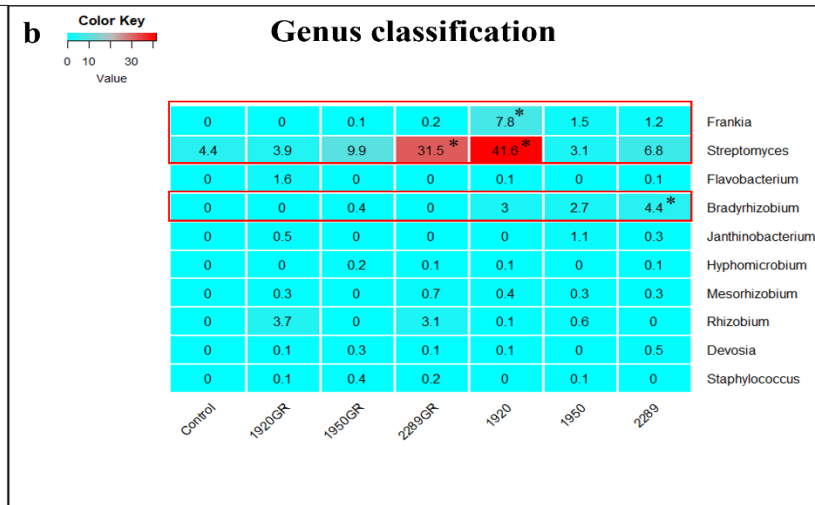 b
Color Key
0 10 30
Value
Genus classification
0 0 0.1 0.2 7.8* 1.5 1.2 Frankia
4.4 3.9 9.9 31.5* 41.6* 3.1 6.8 Streptomyces
0 1.6 0 0 0.1 0 0.1 Flavobacterium
0 0 0.4 0 3 2.7 4.4* Bradyrhizobium
0 0.5 0 0 0 1.1 0.3 Janthinobacterium
0 0 0.2 0.1 0.1 0 0.1 Hyphomicrobium
0 0.3 0 0.7 0.4 0.3 0.3 Mesorhizobium
0 3.7 0 3.1 0.1 0.6 0 Rhizobium
0 0.1 0.3 0.1 0.1 0 0.5 Devosia
0 0.1 0.4 0.2 0 0.1 0 Staphylococcus
Control 1920GR 1950GR 2289GR 1920 1950 2289